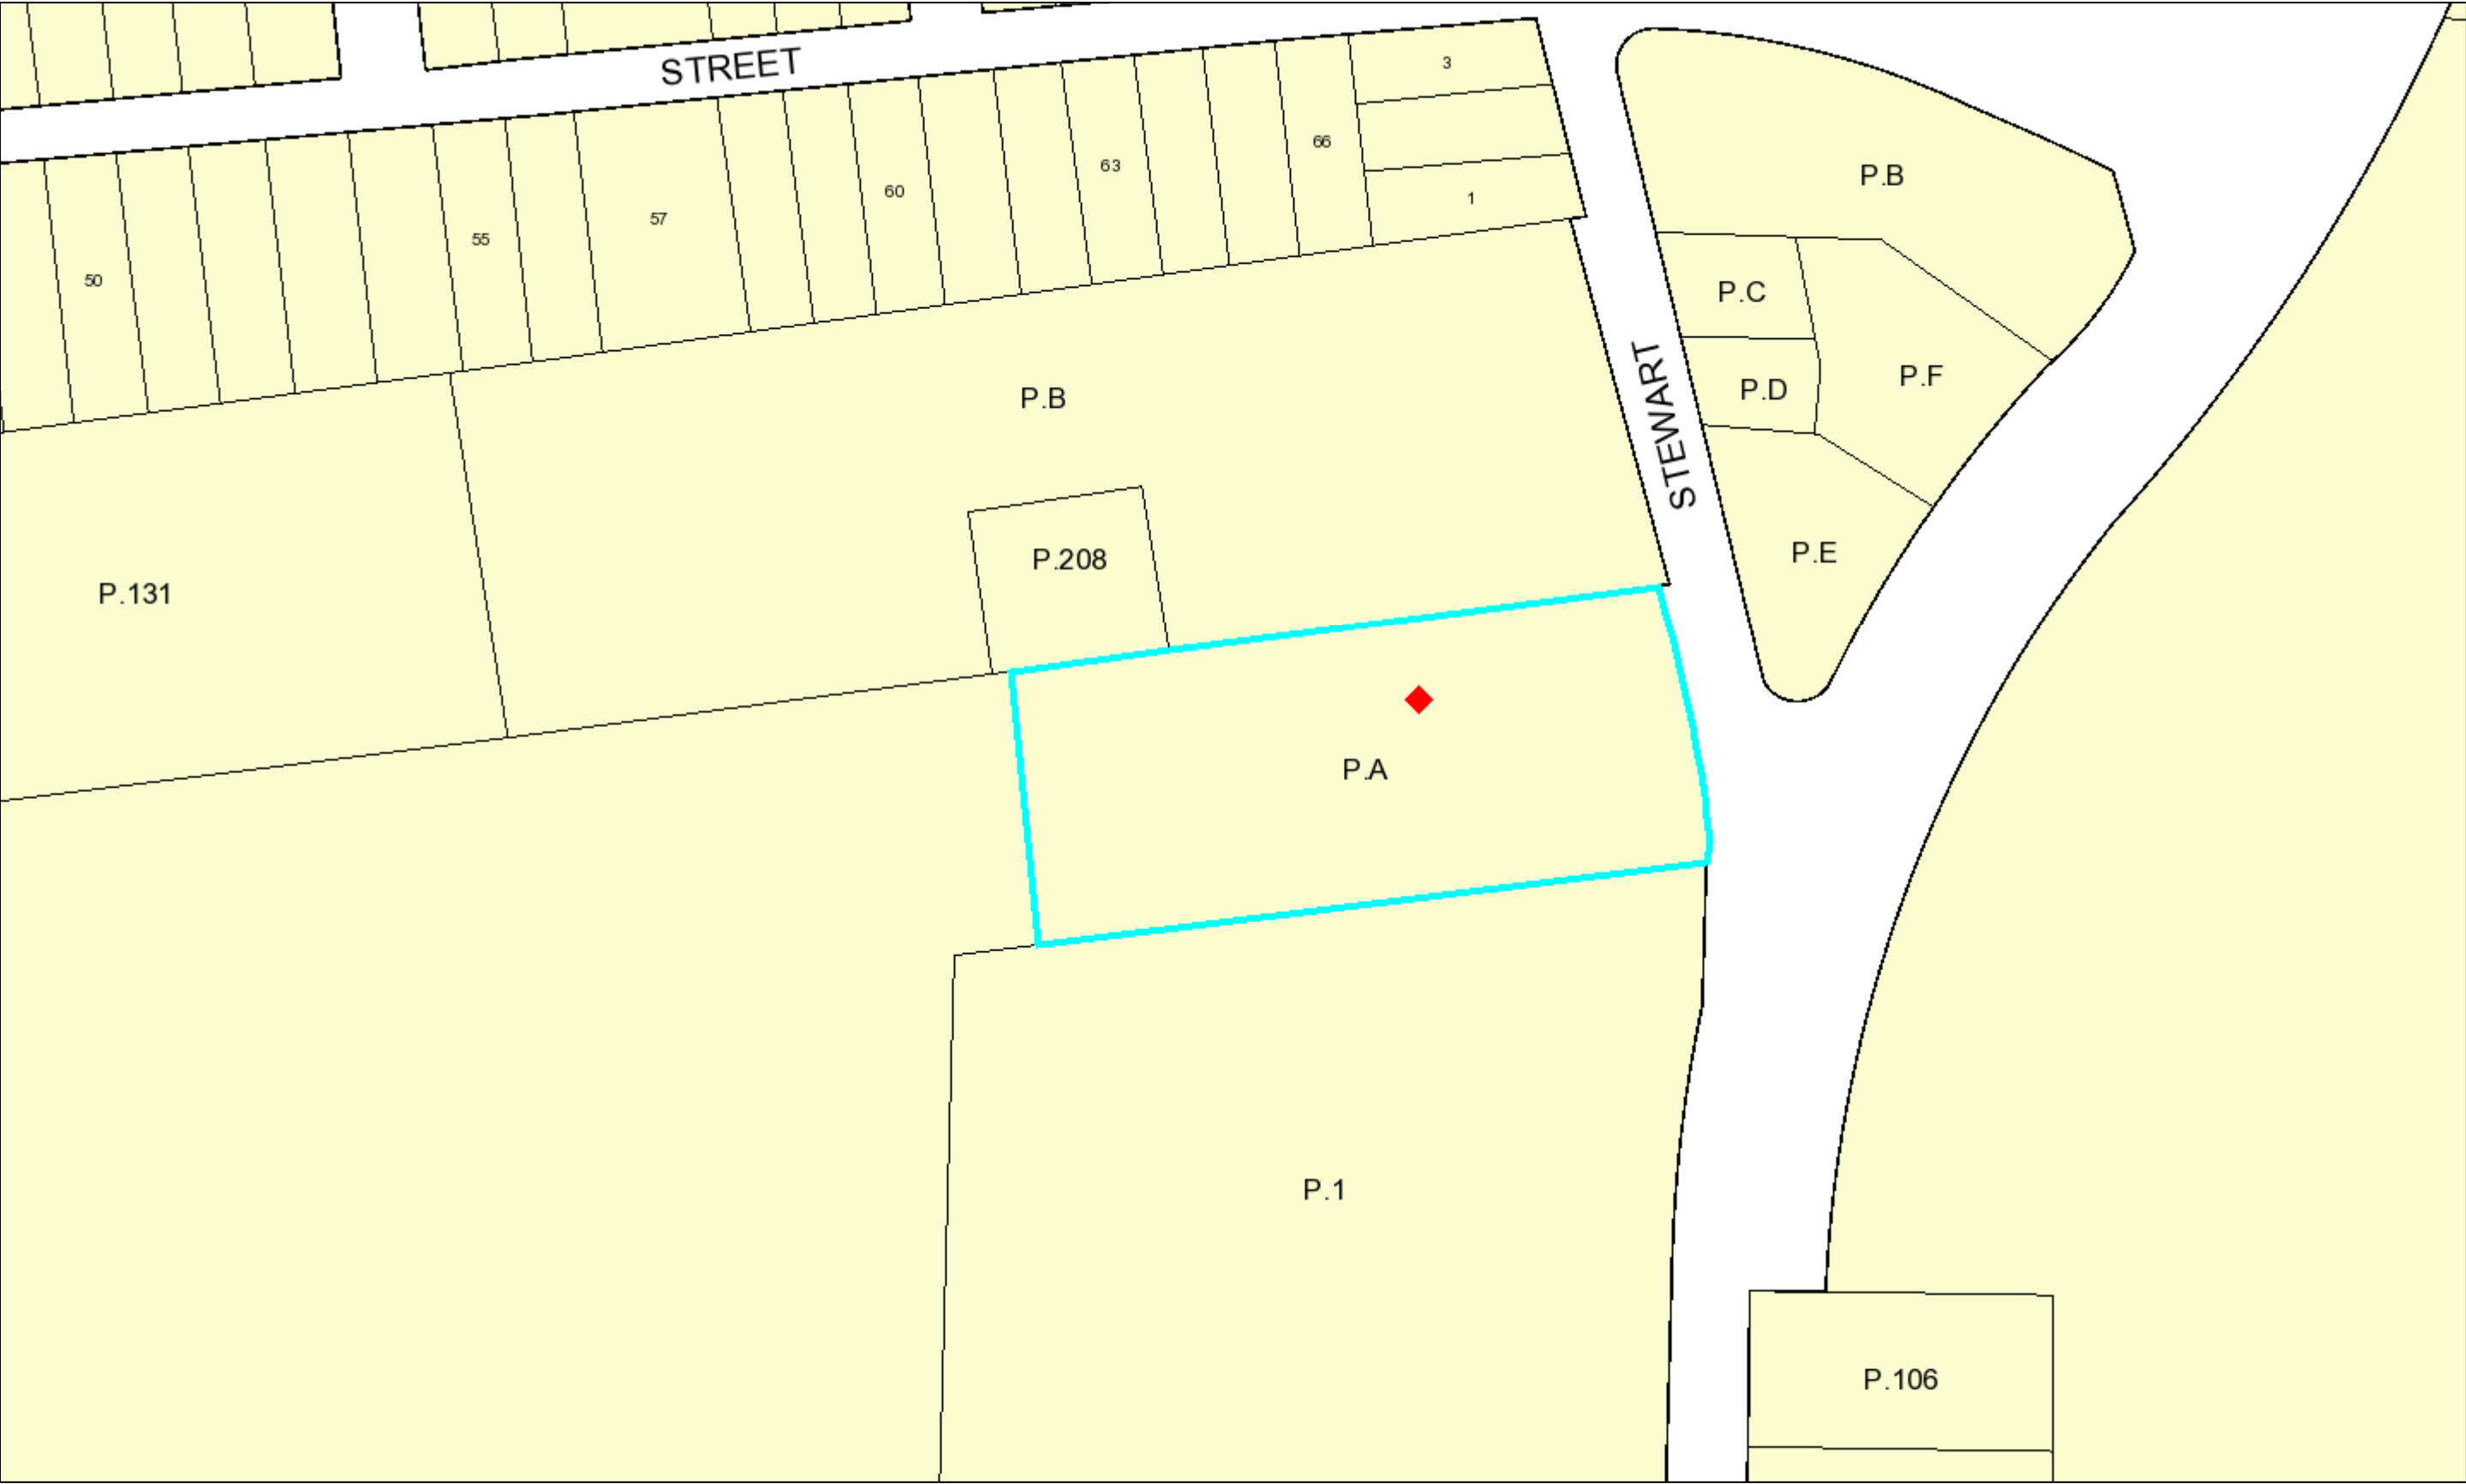 STREET
3
66
63
1
60
57
55
50
P.B
P.C
P.D
P.F
STEWART
P.B
P.E
P.208
P.131
P.A
P.1
P.106